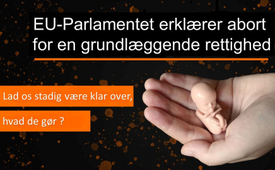 EU-Parlamentet erklærer abort
for en grundlæggende rettighed
Lad os stadig være klar over,
hvad de gør ?